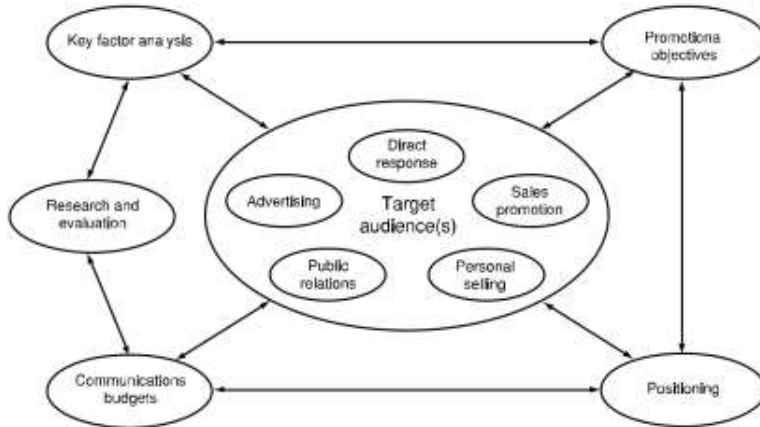 Key factor analysis
Promotiona
objectives
Direct
response
Advertising
Target
audience(s)
Sales
promotion
Research and
evaluation
Public
relations
Personal
selling
Communications
budgets
Positioning